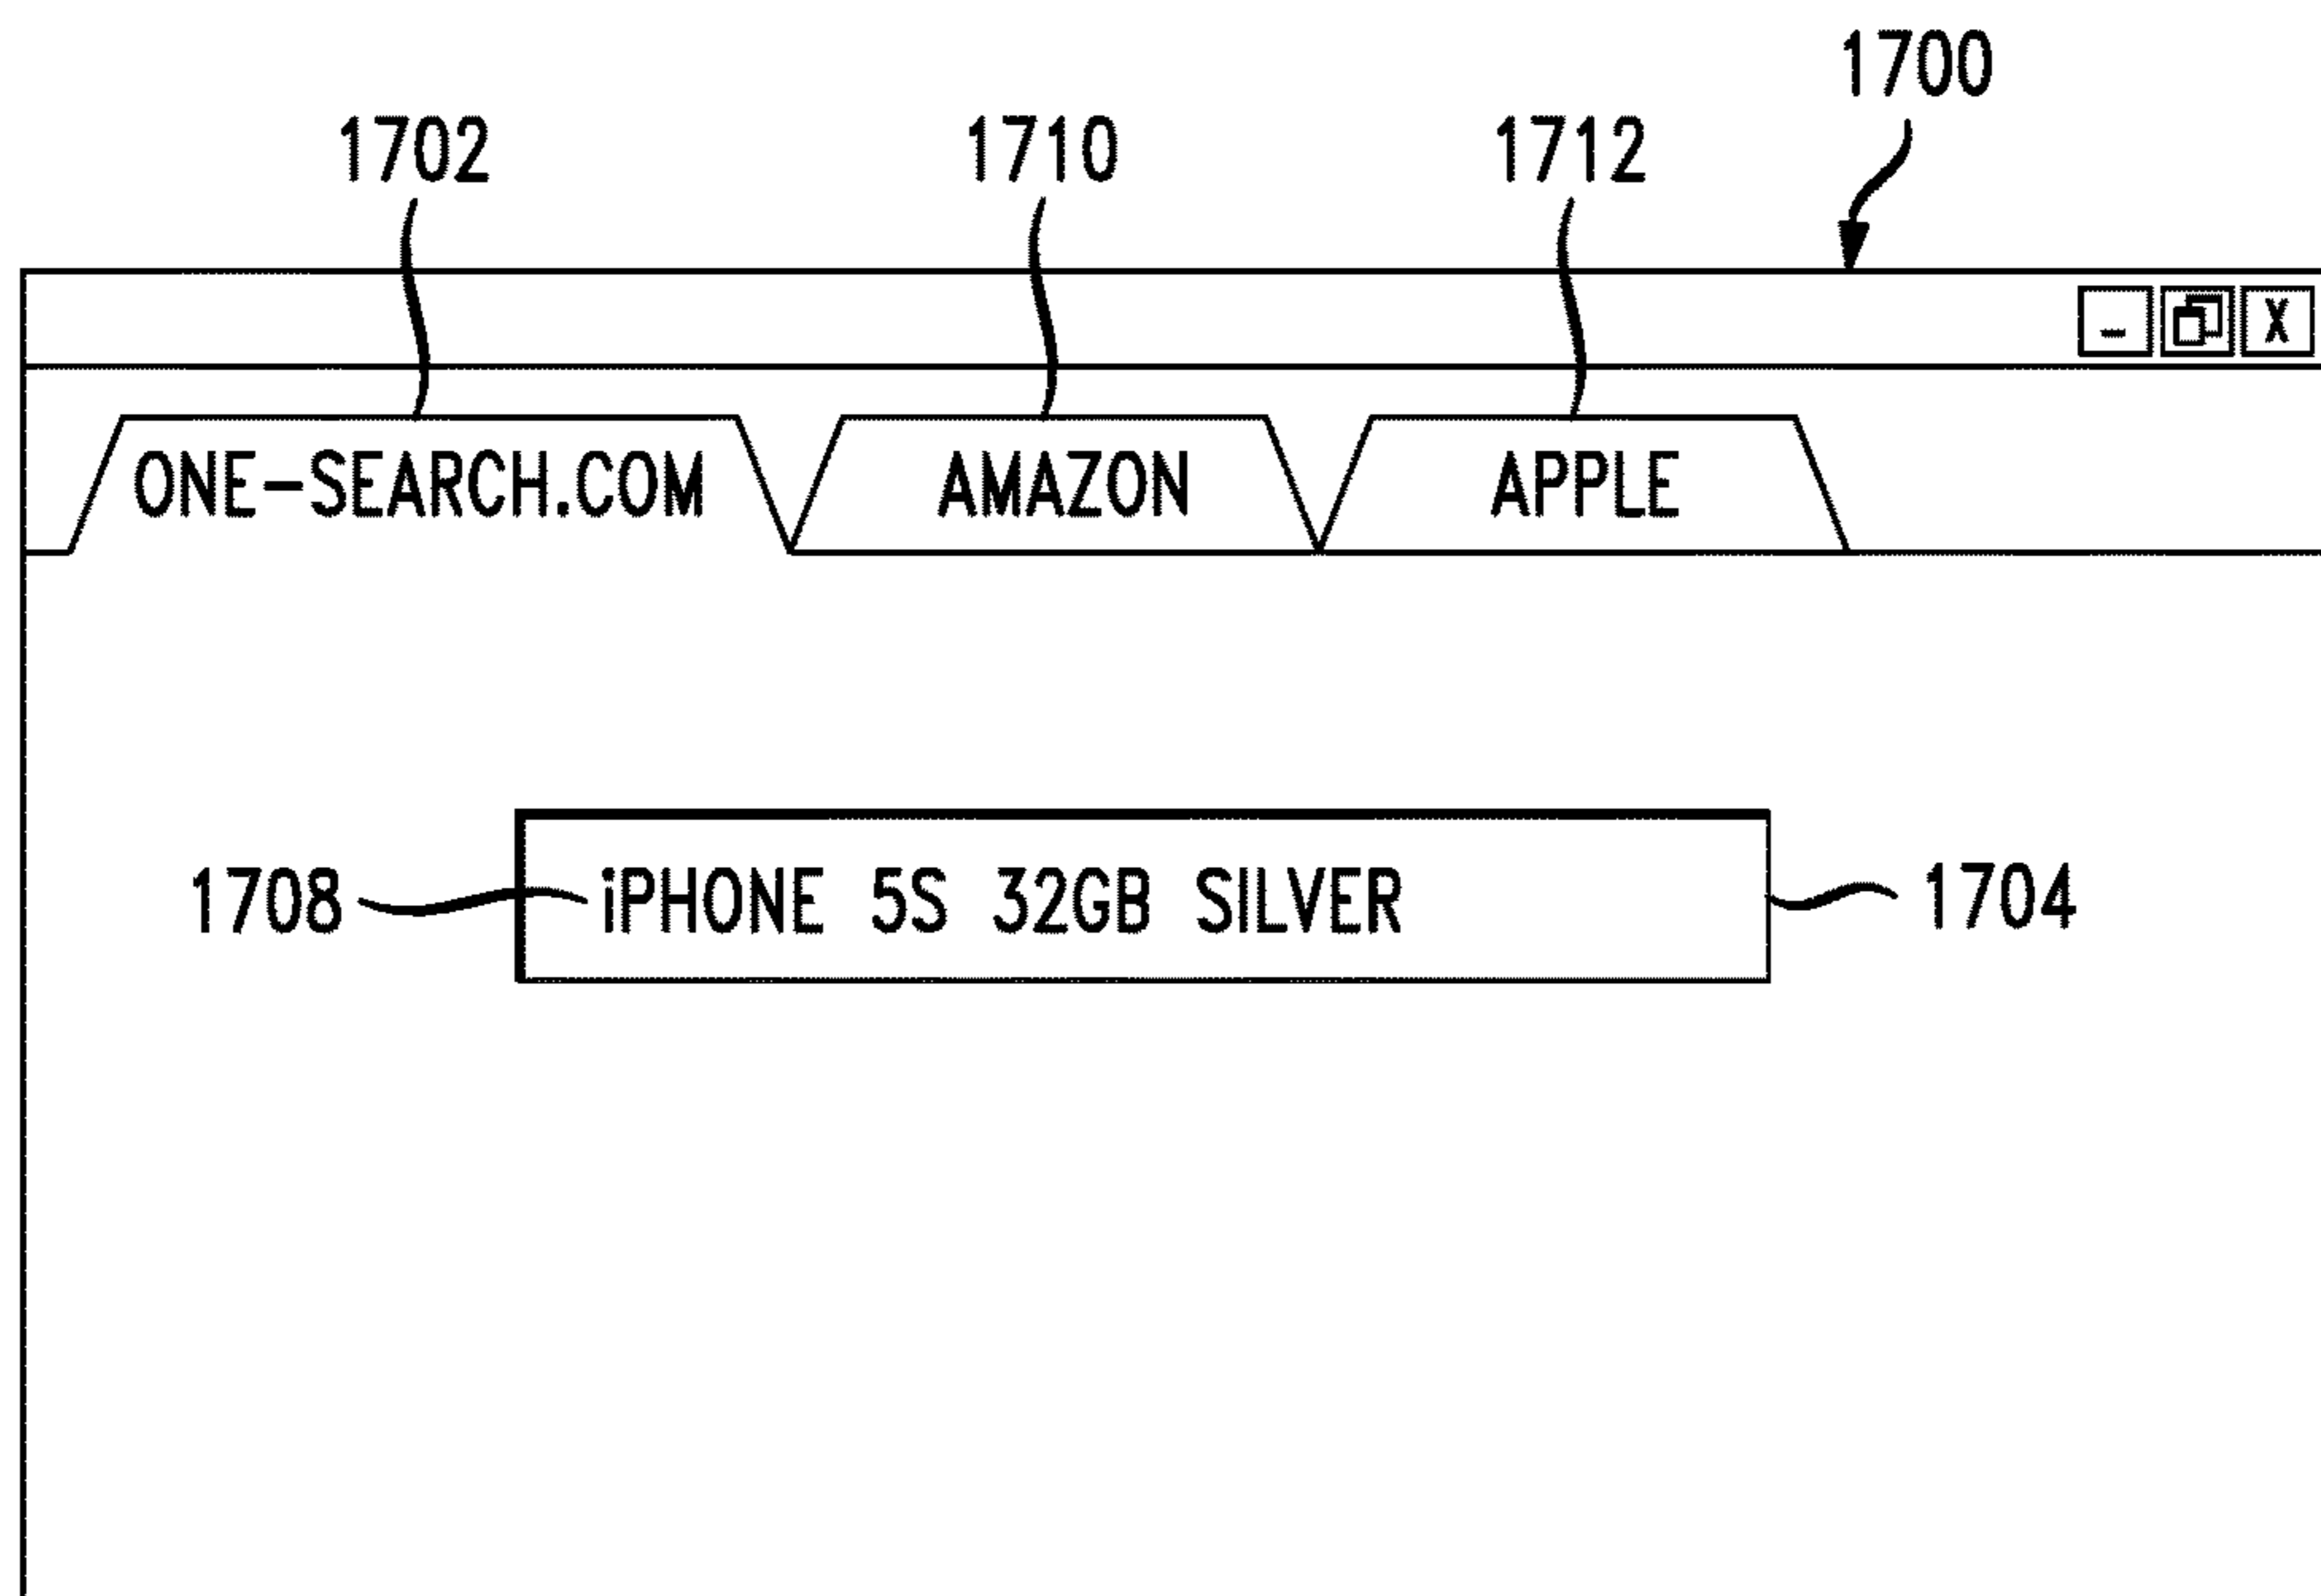 1700
1702 1710 1712
- X
ONE-SEARCH.COM AMAZON APPLE
1708 iPHONE 5S 32GB SILVER 1704